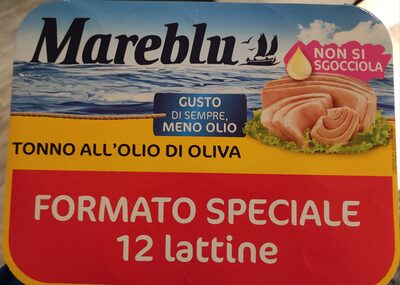 Mareblu
NON SI
SGOCCIOLA
GUSTO
DI SEMPRE,
MENO OLIO
TONNO ALL'OLIO DI OLIVA
FORMATO SPECIALE
12 lattine